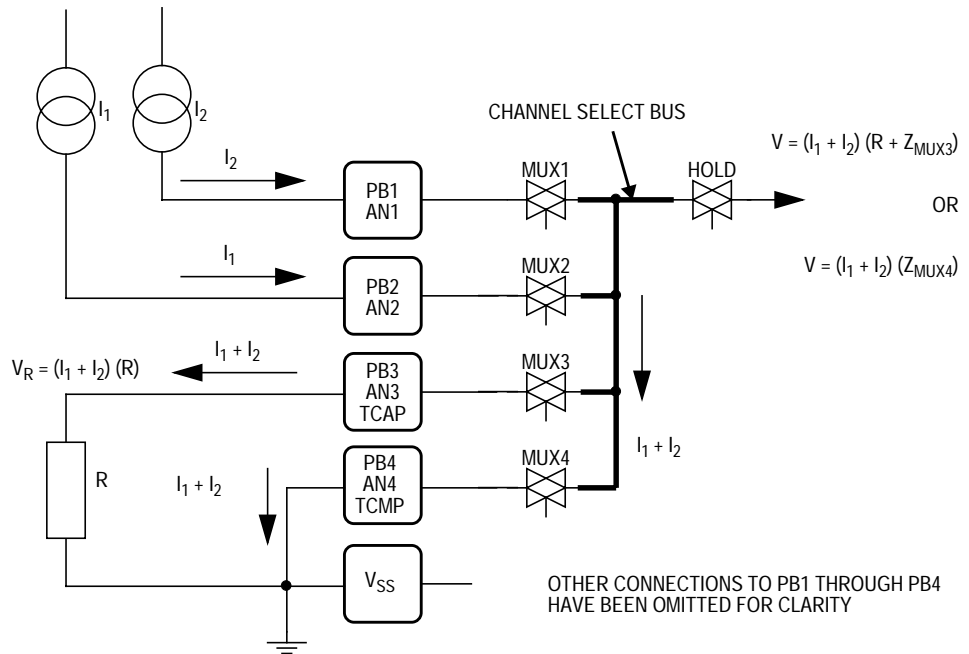 I1
I2
CHANNEL SELECT BUS
V = (I1 + I2) (R + ZMUX3)
I2
MUX1
HOLD
PB1
AN1
OR
I1
MUX2
V = (I1 + I2) (ZMUX4)
PB2
AN2
I1 + I2
VR = (I1 + I2) (R)
PB3
AN3
TCAP
MUX3
I1 + I2
R
I1 + I2
PB4
AN4
TCMP
MUX4
VSS
OTHER CONNECTIONS TO PB1 THROUGH PB4
HAVE BEEN OMITTED FOR CLARITY